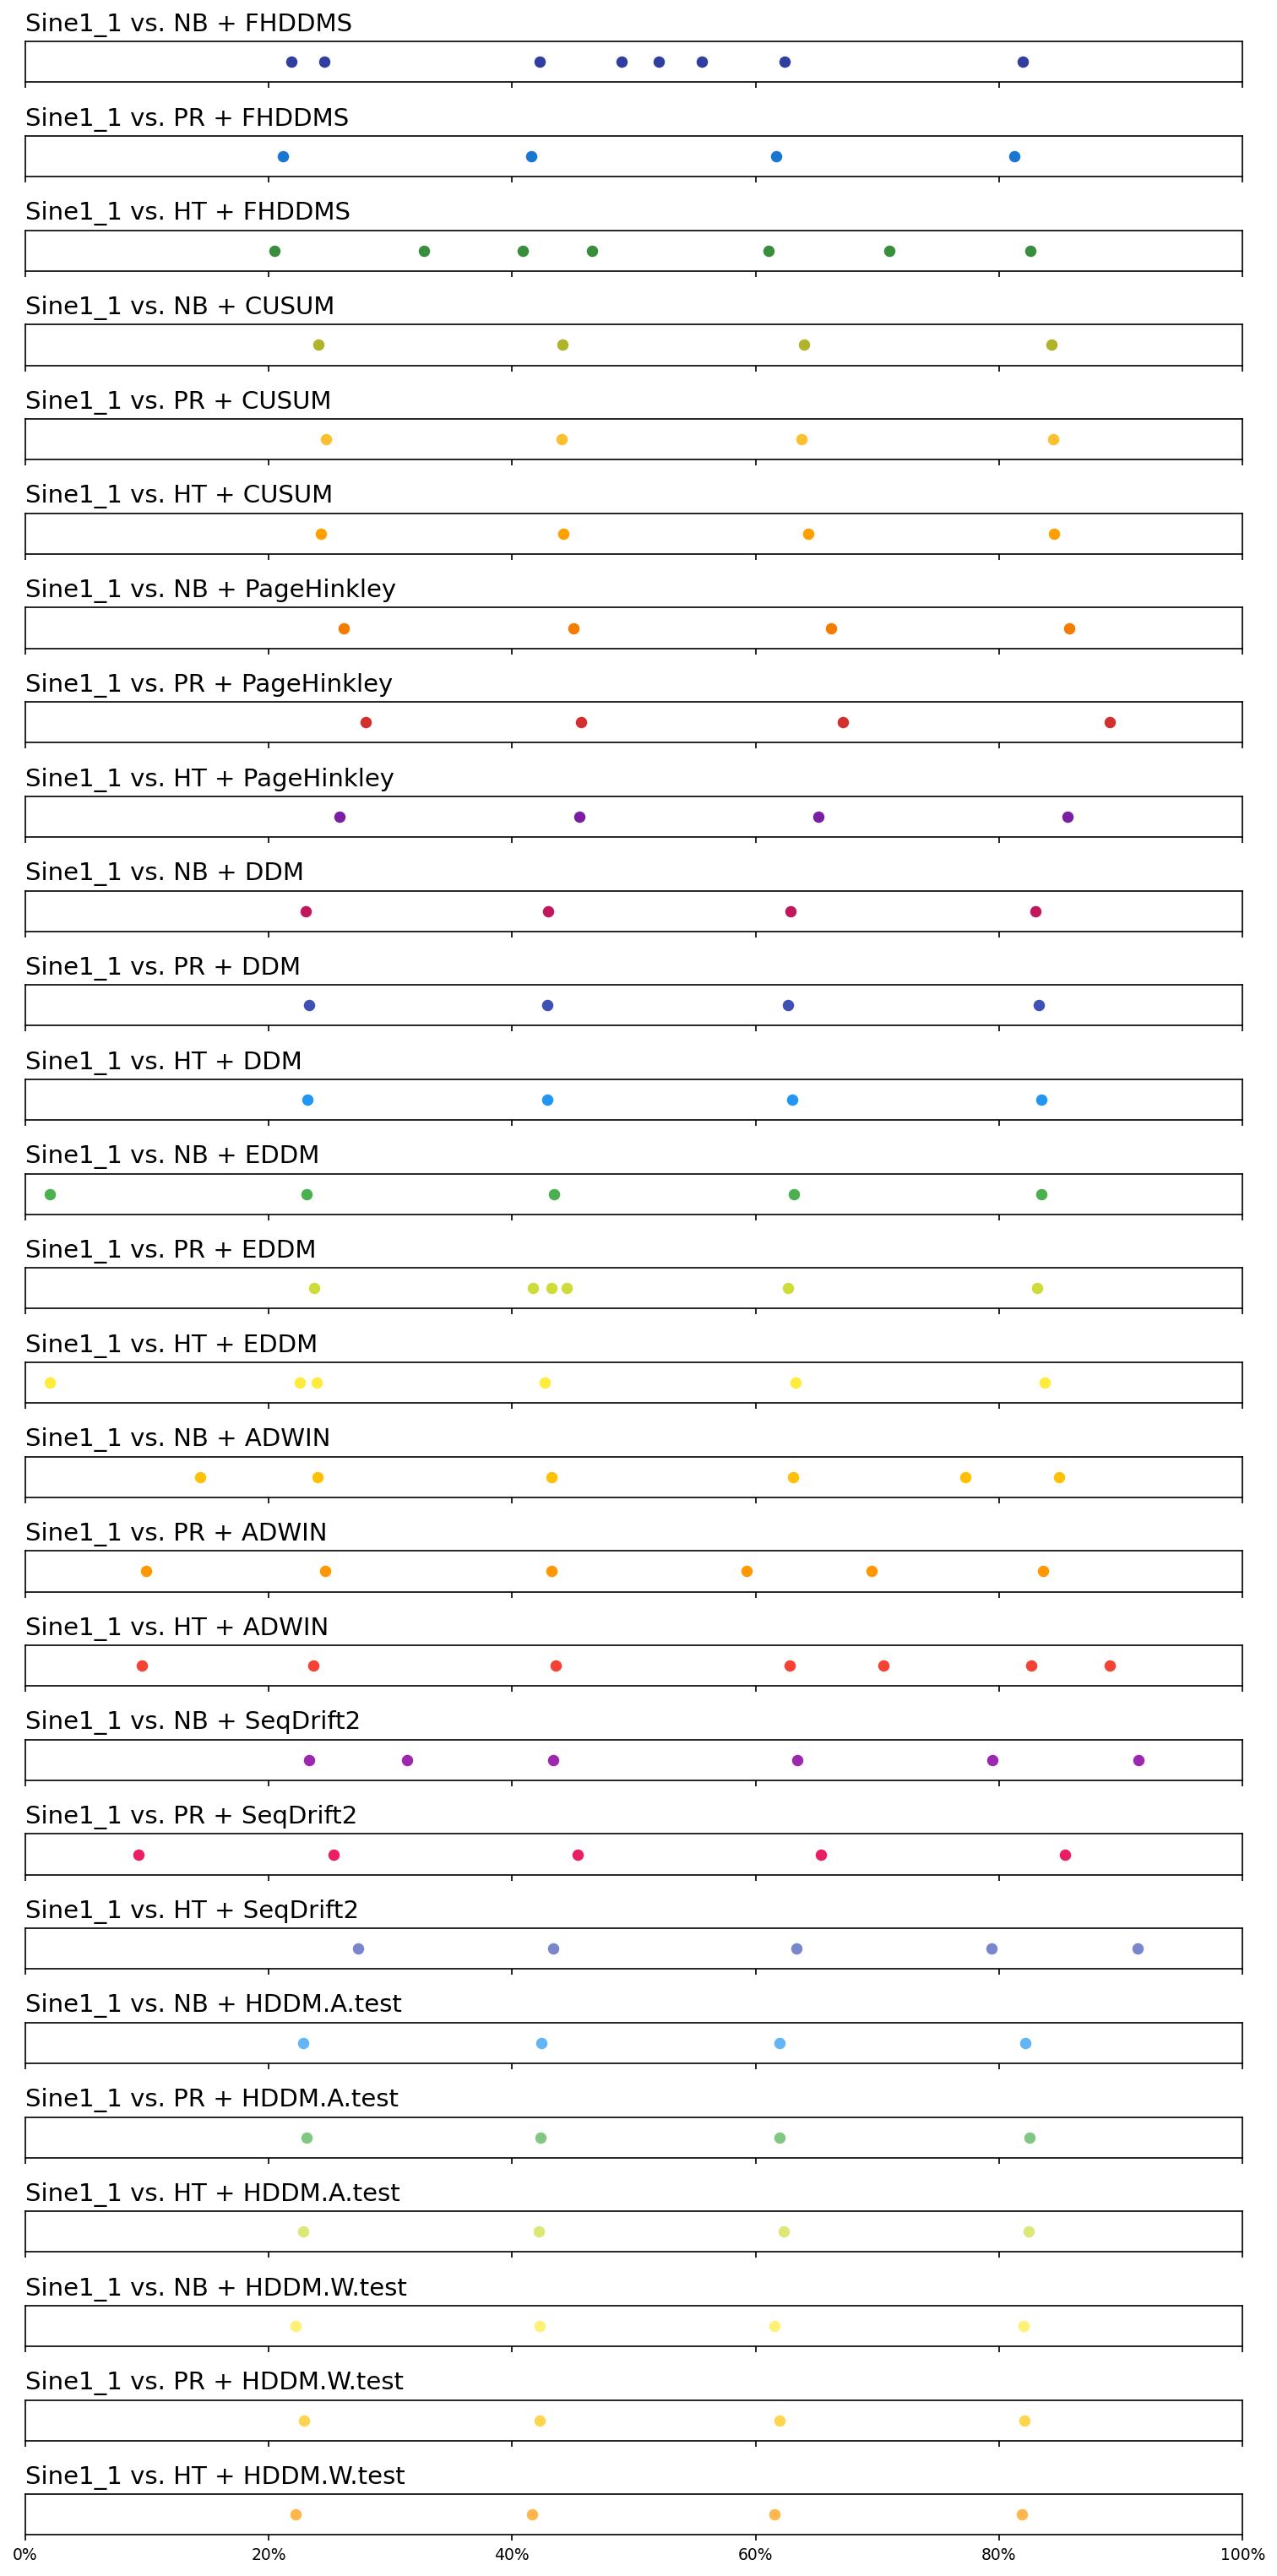 Sine1_1 vs. NB + FHDDMS
Sine1_1 vs. PR + FHDDMS
Sine1_1 vs. HT + FHDDMS
Sine1_1 vs. NB + CUSUM
Sine1_1 vs. PR + CUSUM
Sine1_1 vs. HT + CUSUM
Sine1_1 vs. NB + PageHinkley
Sine1_1 vs. PR + PageHinkley
Sine1_1 vs. HT + PageHinkley
Sine1_1 vs. NB + DDM
Sine1_1 vs. PR + DDM
Sine1_1 vs. HT + DDM
Sine1_1 vs. NB + EDDM
Sine1_1 vs. PR + EDDM
Sine1_1 vs. HT + EDDM
Sine1_1 vs. NB + ADWIN
Sine1_1 vs. PR + ADWIN
Sine1_1 vs. HT + ADWIN
Sine1_1 vs. NB + SeqDrift2
Sine1_1 vs. PR + SeqDrift2
Sine1_1 vs. HT + SeqDrift2
Sine1_1 vs. NB + HDDM.A.test
Sine1_1 vs. PR + HDDM.A.test
Sine1_1 vs. HT + HDDM.A.test
Sine1_1 vs. NB + HDDM.W.test
Sine1_1 vs. PR + HDDM.W.test
Sine1_1 vs. HT + HDDM.W.test
0% 20% 40% 60% 80% 100%